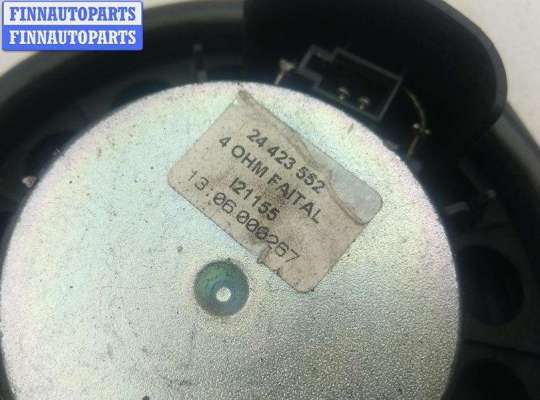 FINNAUTOPARTS
FINNAUTOPARTS
24 423 552
4 OHM FAITAL
I21155
13.06.000267